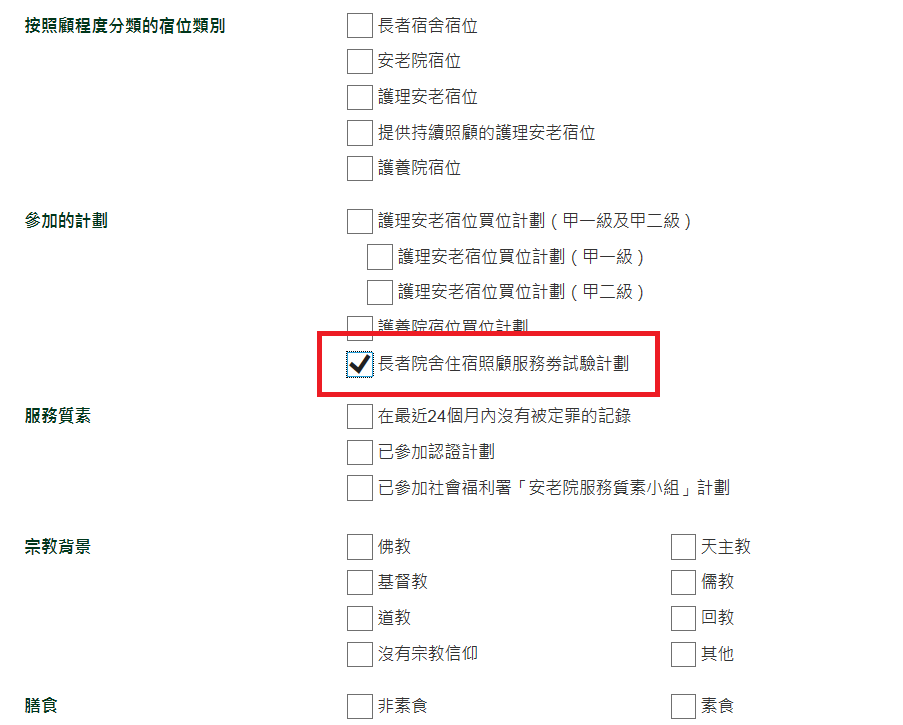 按照顧程度分類的宿位類別
長者宿舍宿位
安老院宿位
護理安老宿位
提供持續照顧的護理安老宿位
護養院宿位
參加的計劃
護理安老宿位買位計劃（甲一級及甲二級）
護理安老宿位買位計劃（甲一級）
護理安老宿位買位計劃（甲二級）
護養院宿位買位計劃
長者院舍住宿照顧服務券試驗計劃
服務質素
在最近24個月內沒有被定罪的記錄
已參加認證計劃
已參加社會福利署「安老院服務質素小組」計劃
宗教背景
佛教 天主教
基督教 儒教
道教 回教
沒有宗教信仰 其他
膳食
非素食 素食